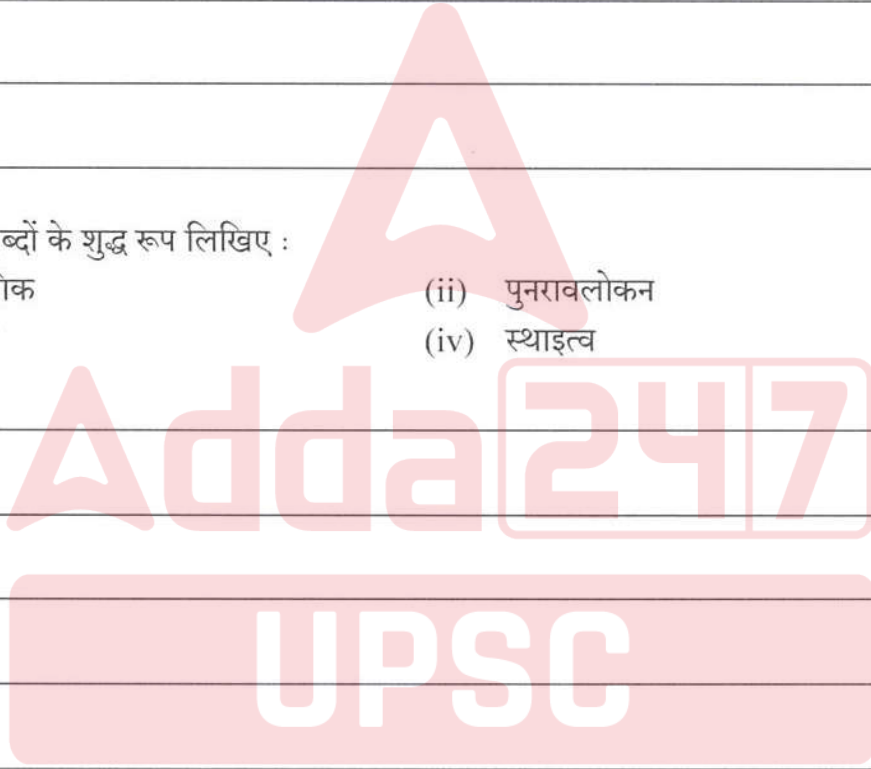 ब्दों के शुद्ध रूप लिखिए :
(ii) पुनरावलोकन
(iv) स्थाइत्व
Adda247
UPSC